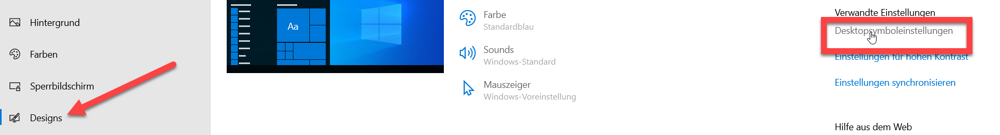 Hintergrund
Farben
Sperrbildschirm
Designs
Aa
Farbe
Standardblau
Sounds
Windows-Standard
Mauszeiger
Windows-Voreinstellung
Verwandte Einstellungen
Desktopsymboleinstellungen
Einstellungen für hohen Kontrast
Einstellungen synchronisieren
Hilfe aus dem Web